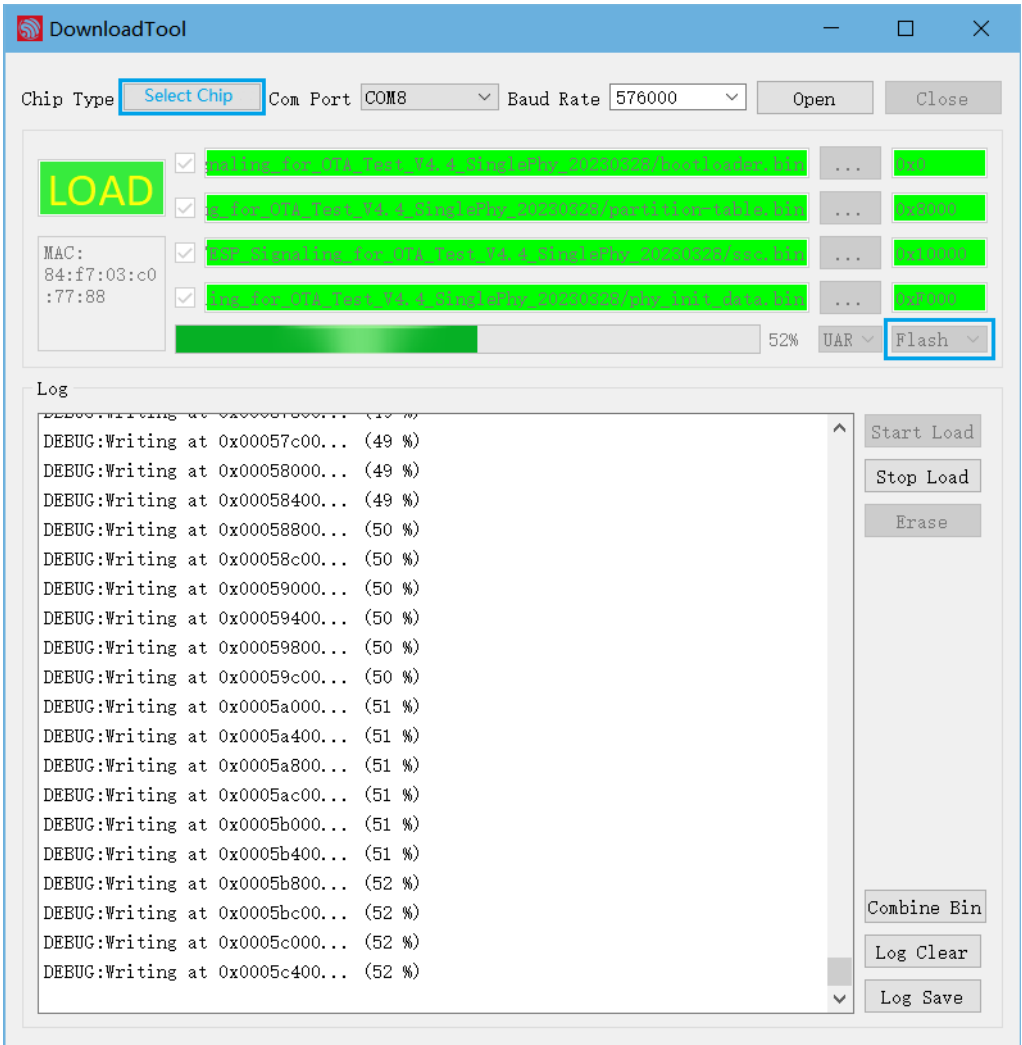 DownloadTool
Chip Type Select Chip Com Port COM8 Baud Rate 576000 Open Close
LOAD
naling_for_OTA_Test_V4.4_SinglePhy_20230328/bootloader.bin ... 0x0
g_for_OTA_Test_V4.4_SinglePhy_20230328/partition-table.bin ... 0x8000
MAC:
84:f7:03:c0
:77:88
ESP_Signaling_for_OTA_Test_V4.4_SinglePhy_20230328/ssc.bin ... 0x10000
ing_for_OTA_Test_V4.4_SinglePhy_20230328/phy_init_data.bin ... 0xF000
52% UAR Flash
Log
DEBUG:Writing at 0x00057c00... (49 %)
DEBUG:Writing at 0x00058000... (49 %)
DEBUG:Writing at 0x00058400... (49 %)
DEBUG:Writing at 0x00058800... (50 %)
DEBUG:Writing at 0x00058c00... (50 %)
DEBUG:Writing at 0x00059000... (50 %)
DEBUG:Writing at 0x00059400... (50 %)
DEBUG:Writing at 0x00059800... (50 %)
DEBUG:Writing at 0x00059c00... (50 %)
DEBUG:Writing at 0x0005a000... (51 %)
DEBUG:Writing at 0x0005a400... (51 %)
DEBUG:Writing at 0x0005a800... (51 %)
DEBUG:Writing at 0x0005ac00... (51 %)
DEBUG:Writing at 0x0005b000... (51 %)
DEBUG:Writing at 0x0005b400... (51 %)
DEBUG:Writing at 0x0005b800... (52 %)
DEBUG:Writing at 0x0005bc00... (52 %)
DEBUG:Writing at 0x0005c000... (52 %)
DEBUG:Writing at 0x0005c400... (52 %)
Start Load
Stop Load
Erase
Combine Bin
Log Clear
Log Save